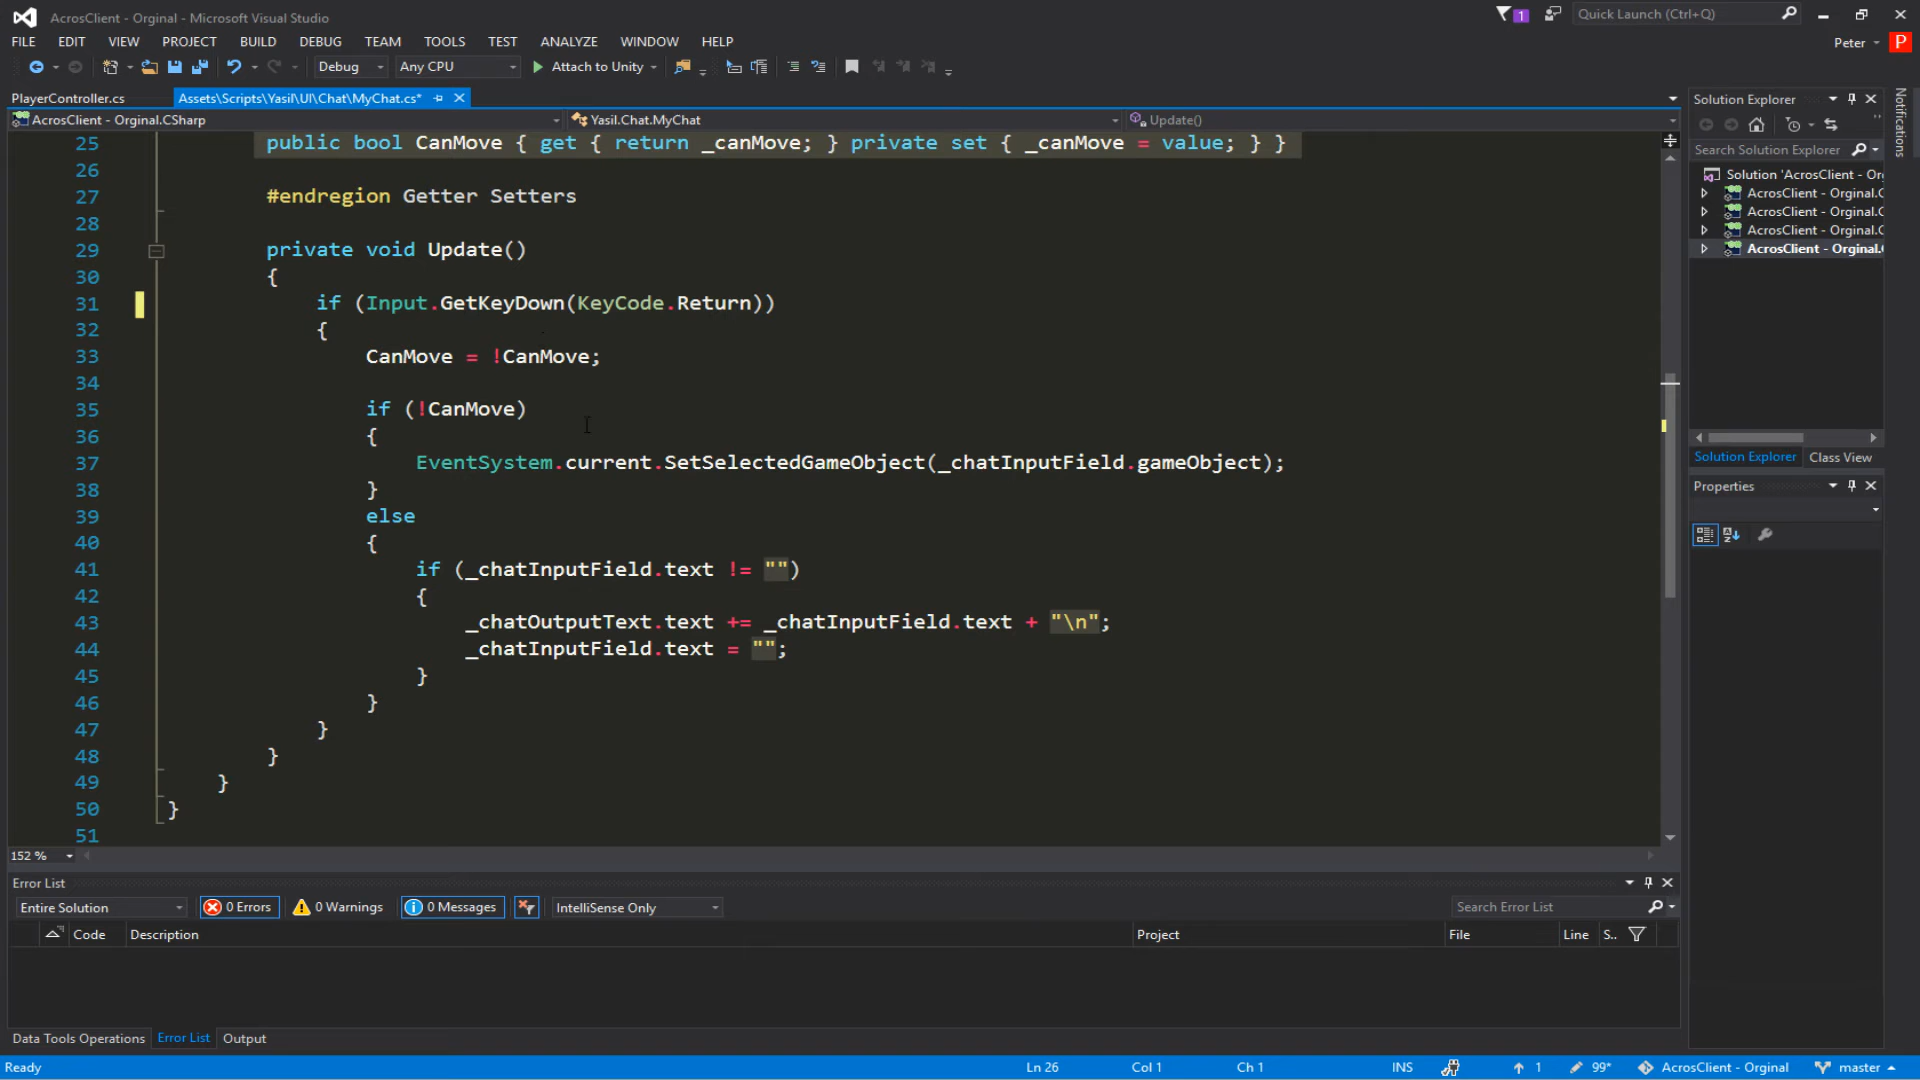 AcrosClient - Orginal - Microsoft Visual Studio
1
Quick Launch (Ctrl+Q)
FILE EDIT VIEW PROJECT BUILD DEBUG TEAM TOOLS TEST ANALYZE WINDOW HELP
Peter P
Debug Any CPU Attach to Unity
PlayerController.cs Assets\Scripts\Yasil\UI\Chat\MyChat.cs*
AcrosClient - Orginal.CSharp Yasil.Chat.MyChat Update()
25 public bool CanMove { get { return _canMove; } private set { _canMove = value; } }
26
27 #endregion Getter Setters
28
29 private void Update()
30 {
31 if (Input.GetKeyDown(KeyCode.Return))
32 {
33 CanMove = !CanMove;
34
35 if (!CanMove)
36 {
37 EventSystem.current.SetSelectedGameObject(_chatInputField.gameObject);
38 }
39 else
40 {
41 if (_chatInputField.text != "")
42 {
43 _chatOutputText.text += _chatInputField.text + "\n";
44 _chatInputField.text = "";
45 }
46 }
47 }
48 }
49 }
50 }
51
152 %
Solution Explorer
Search Solution Explorer
Solution 'AcrosClient - Or
AcrosClient - Orginal.C
AcrosClient - Orginal.C
AcrosClient - Orginal.C
AcrosClient - Orginal.
Solution Explorer Class View
Properties
Notifications
Error List
Entire Solution 0 Errors 0 Warnings 0 Messages IntelliSense Only Search Error List
Code Description Project File Line S..
Data Tools Operations Error List Output
Ready Ln 26 Col 1 Ch 1 INS 1 99* AcrosClient - Orginal master